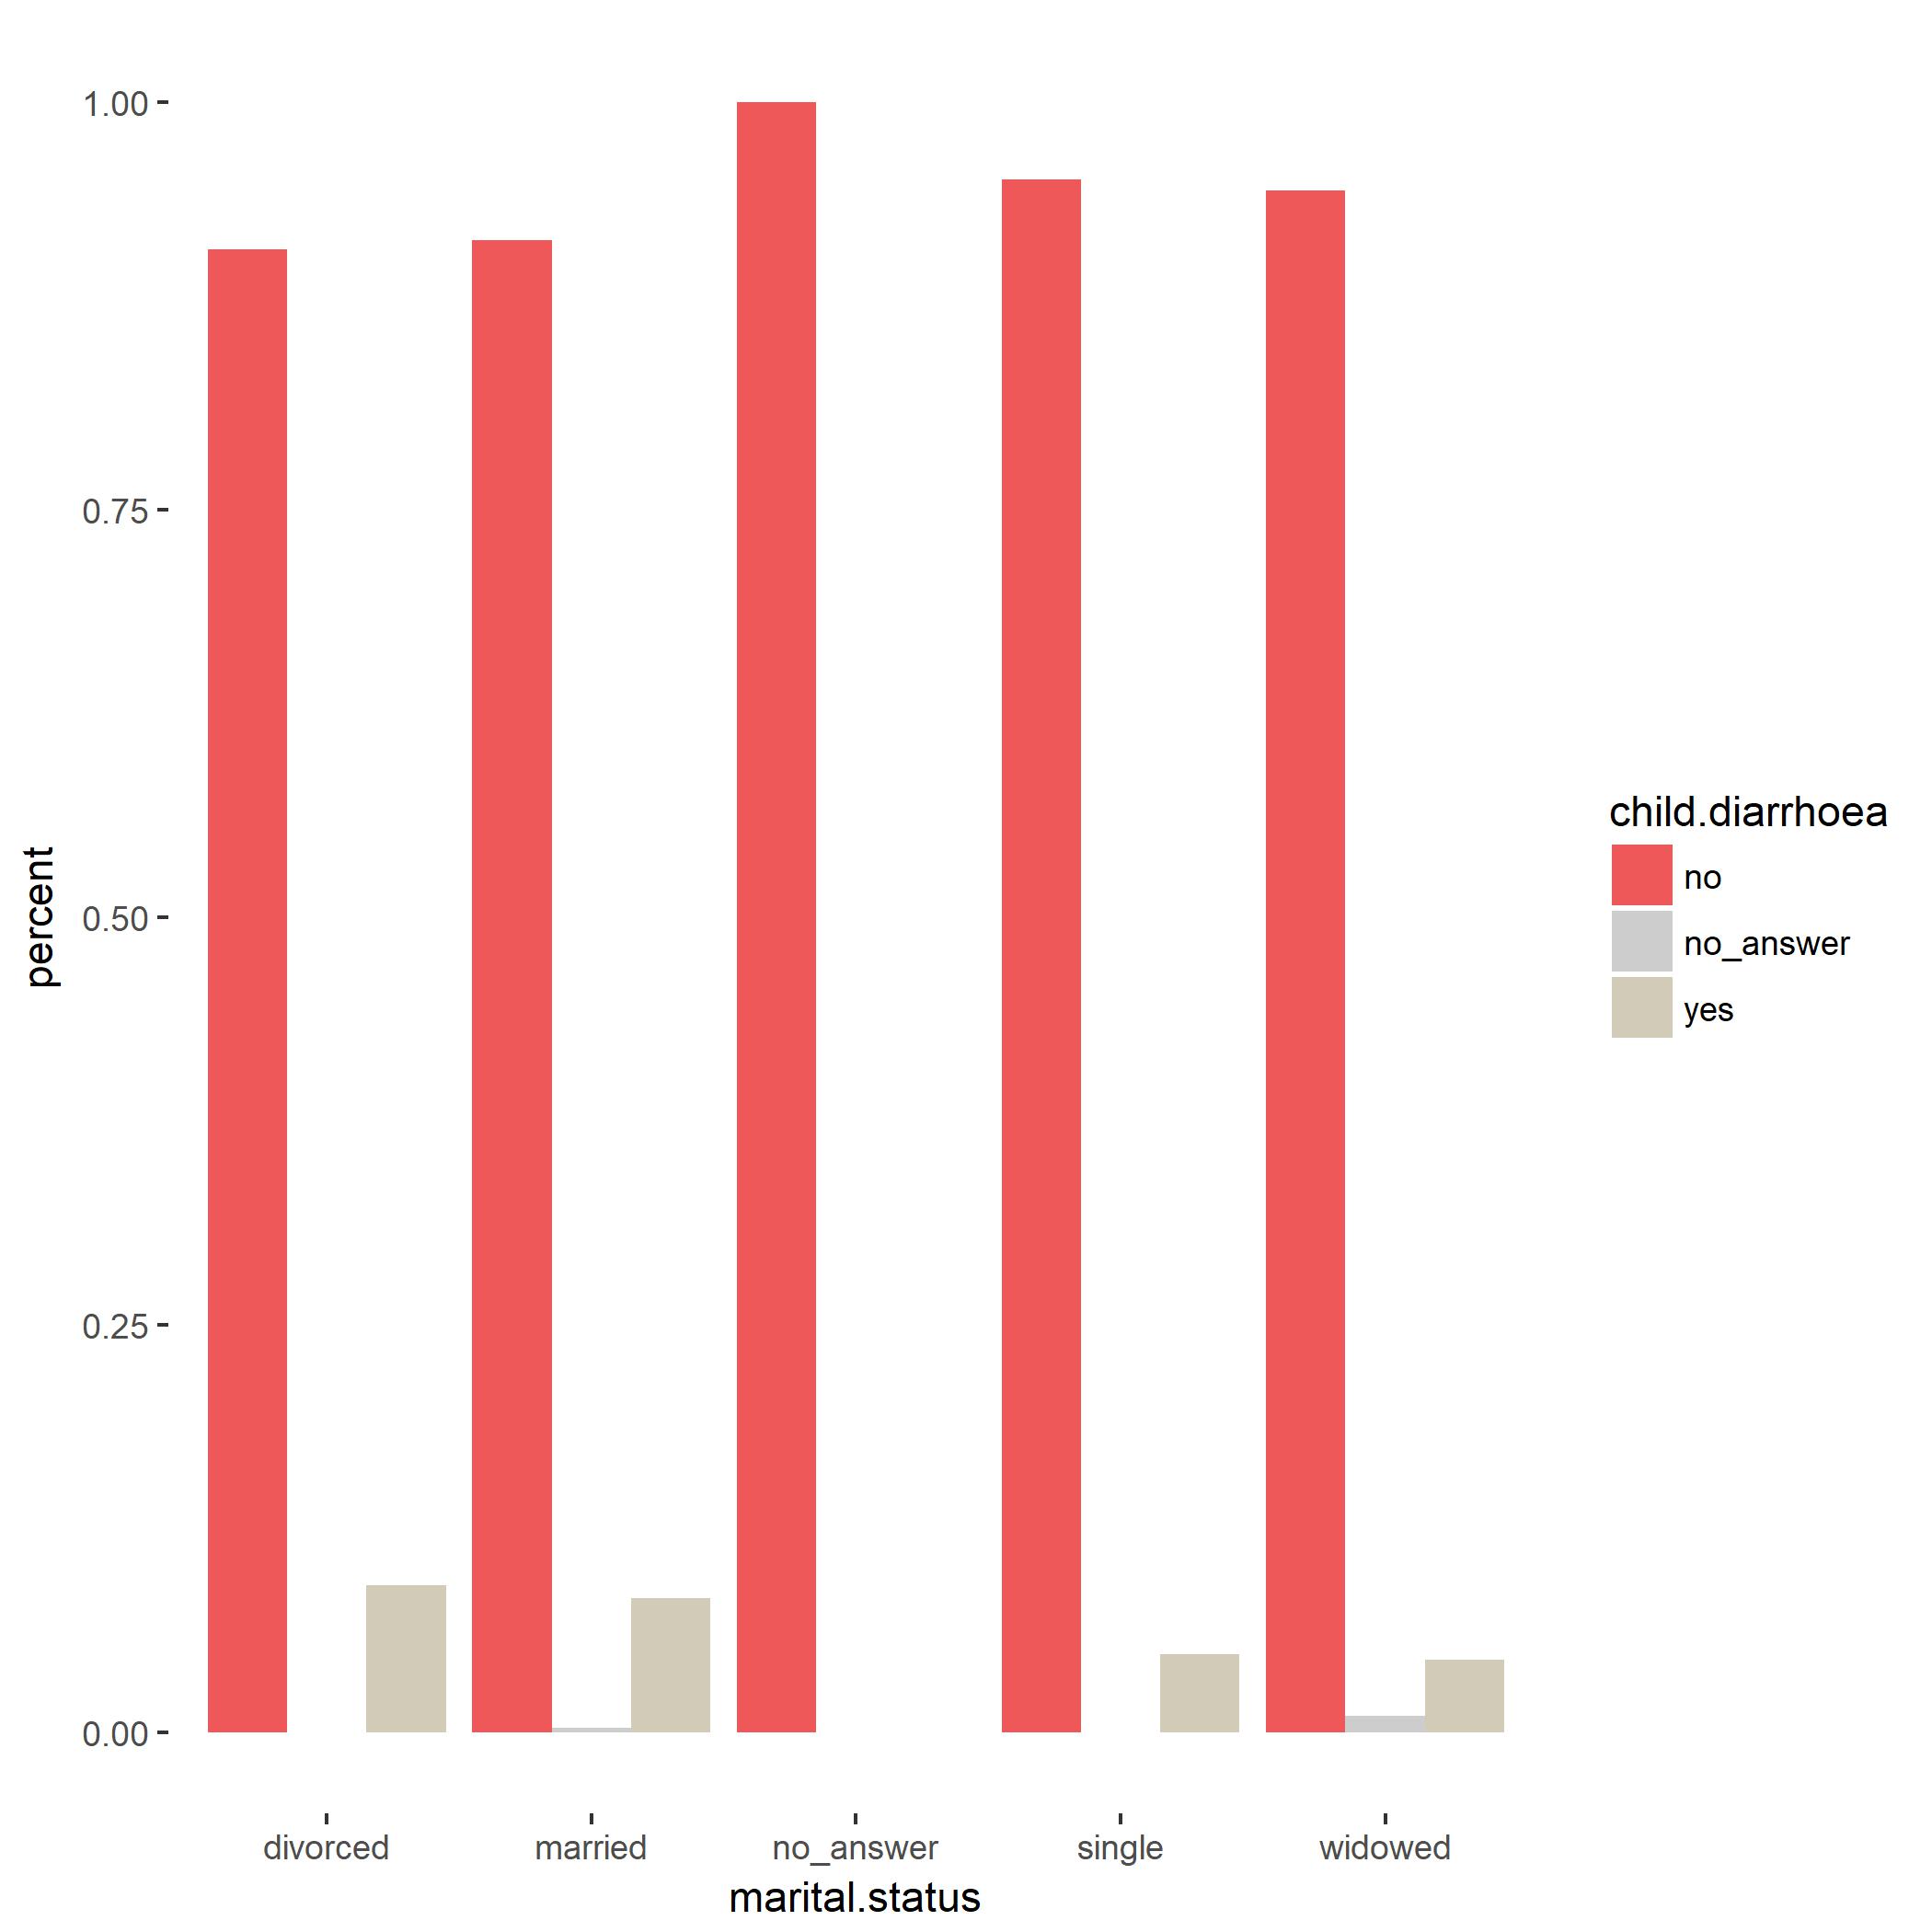 percent
1.00
0.75
0.50
0.25
0.00
divorced
married
no_answer
single
widowed
marital.status
child.diarrhoea
no
no_answer
yes